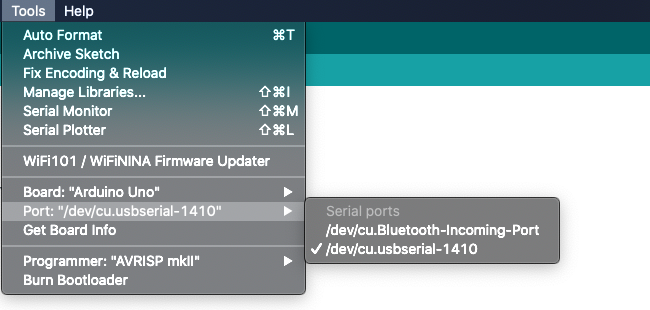 Tools Help
Auto Format ⌘T
Archive Sketch
Fix Encoding & Reload
Manage Libraries... ⇧⌘I
Serial Monitor ⇧⌘M
Serial Plotter ⇧⌘L
WiFi101 / WiFiNINA Firmware Updater
Board: "Arduino Uno"
Port: "/dev/cu.usbserial-1410"
Get Board Info
Programmer: "AVRISP mkII"
Burn Bootloader
Serial ports
/dev/cu.Bluetooth-Incoming-Port
✓ /dev/cu.usbserial-1410